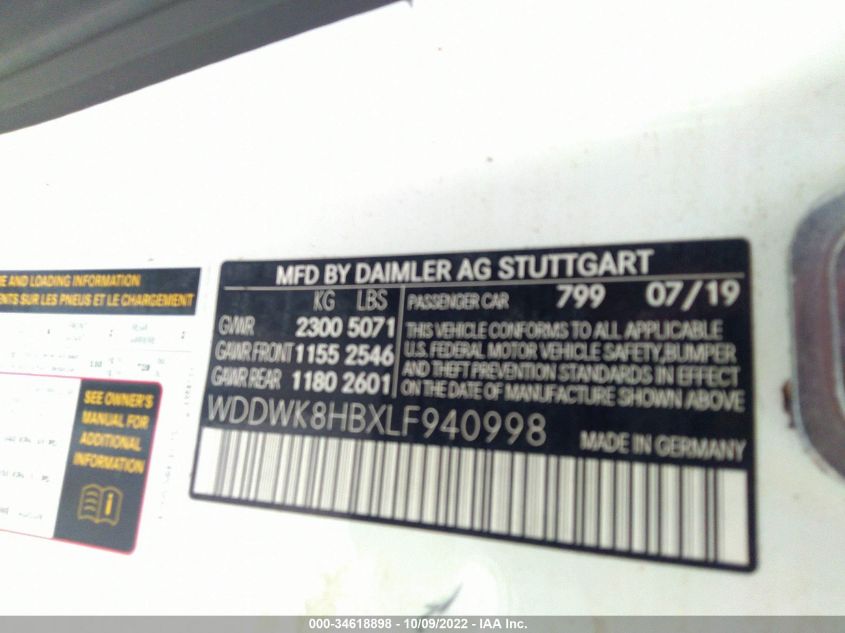 E AND LOADING INFORMATION
ENTS SUR LES PNEUS ET LE CHARGEMENT
SEE OWNER'S
MANUAL FOR
ADDITIONAL
INFORMATION
MFD BY DAIMLER AG STUTTGART
KG LBS
GVWR 2300 5071
GAWR FRONT 1155 2546
GAWR REAR 1180 2601
PASSENGER CAR 799 07/19
THIS VEHICLE CONFORMS TO ALL APPLICABLE
U.S. FEDERAL MOTOR VEHICLE SAFETY, BUMPER
AND THEFT PREVENTION STANDARDS IN EFFECT
ON THE DATE OF MANUFACTURE SHOWN ABOVE
WDDWK8HBXLF940998
MADE IN GERMANY
000-34618898 - 10/09/2022 - IAA Inc.